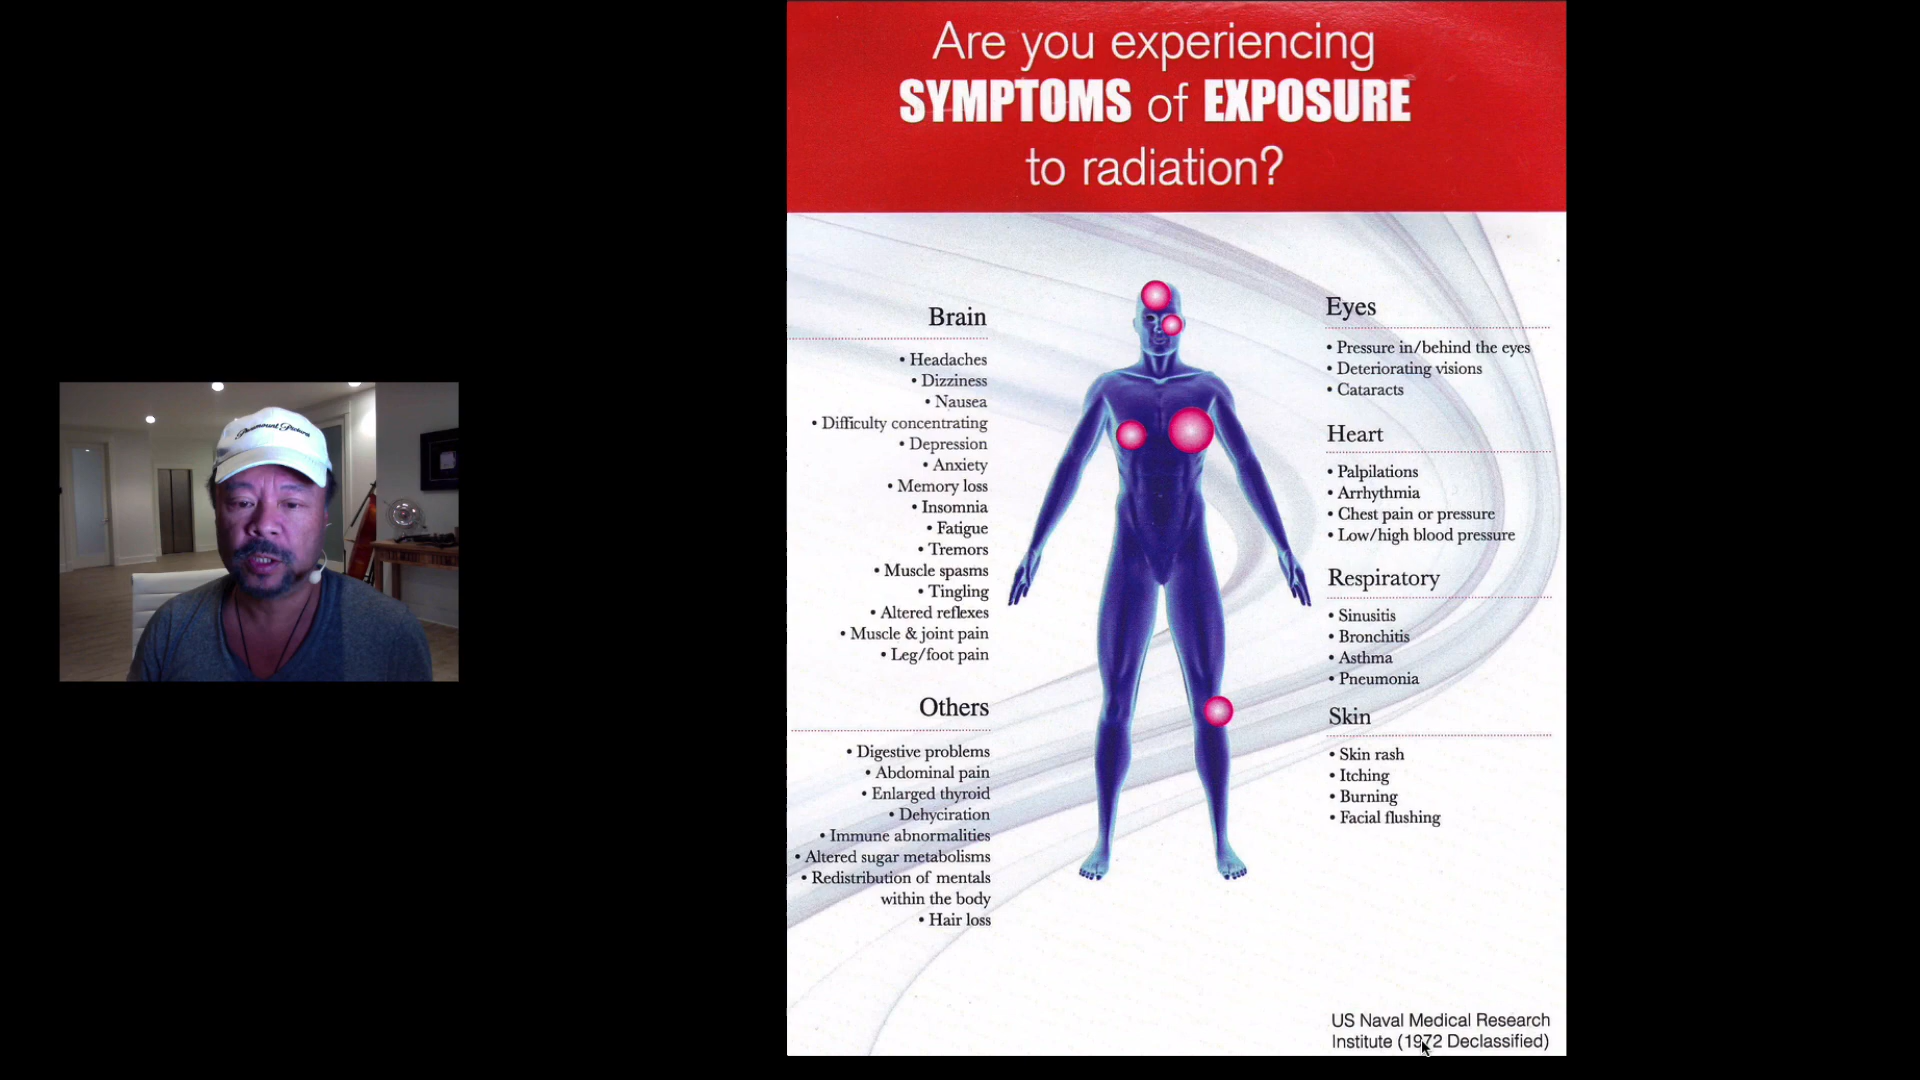 Are you experiencing
SYMPTOMS of EXPOSURE
to radiation?
Brain
• Headaches
• Dizziness
• Nausea
• Difficulty concentrating
• Depression
• Anxiety
• Memory loss
• Insomnia
• Fatigue
• Tremors
• Muscle spasms
• Tingling
• Altered reflexes
• Muscle & joint pain
• Leg/foot pain
Others
• Digestive problems
• Abdominal pain
• Enlarged thyroid
• Dehyciration
• Immune abnormalities
• Altered sugar metabolisms
• Redistribution of mentals
within the body
• Hair loss
Eyes
• Pressure in/behind the eyes
• Deteriorating visions
• Cataracts
Heart
• Palpilations
• Arrhythmia
• Chest pain or pressure
• Low/high blood pressure
Respiratory
• Sinusitis
• Bronchitis
• Asthma
• Pneumonia
Skin
• Skin rash
• Itching
• Burning
• Facial flushing
US Naval Medical Research
Institute (1972 Declassified)
Paramount Pictures